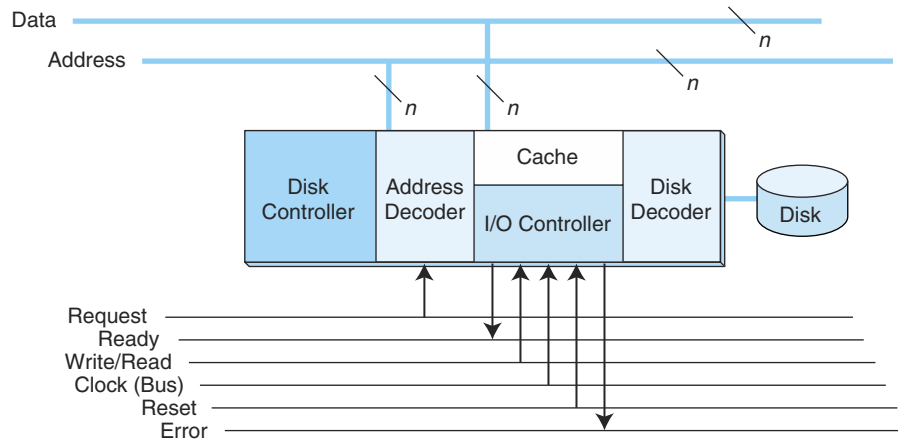 Data
n
Address
n
n
n
Cache
Disk
Controller
Address
Decoder
I/O Controller
Disk
Decoder
Disk
Request
Ready
Write/Read
Clock (Bus)
Reset
Error